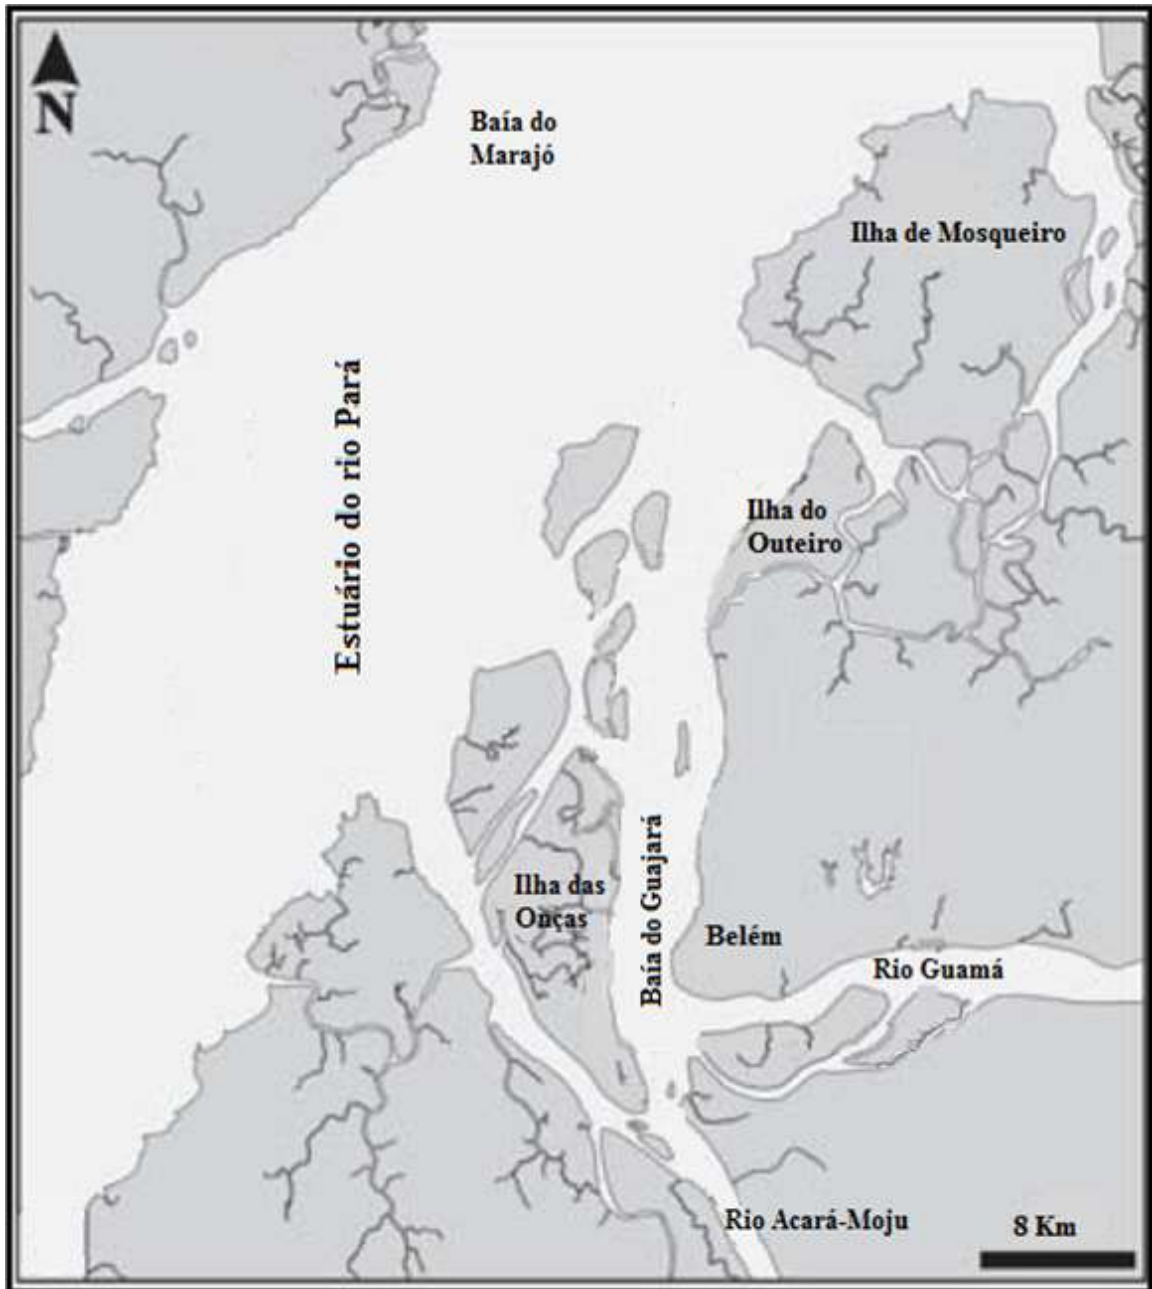 N
Baía do
Marajó
Ilha de Mosqueiro
Estuário do rio Pará
Ilha do
Outeiro
Ilha das
Onças
Baía do Guajará
Belém
Rio Guamá
Rio Acará-Moju
8 Km